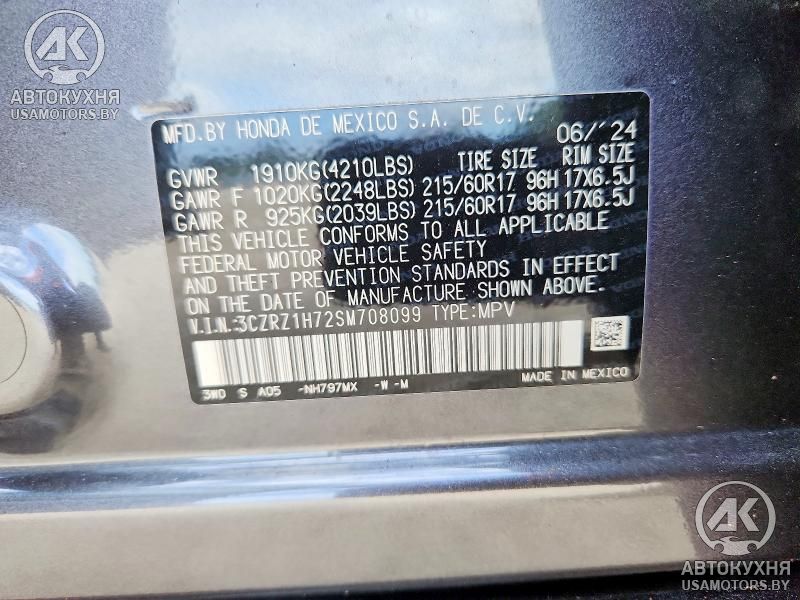 AK
АВТОКУХНЯ
USAMOTORS.BY
MFD.BY HONDA DE MEXICO S.A. DE C.V. 06/'24
GVWR 1910KG(4210LBS) TIRE SIZE RIM SIZE
GAWR F 1020KG(2248LBS) 215/60R17 96H 17X6.5J
GAWR R 925KG(2039LBS) 215/60R17 96H 17X6.5J
THIS VEHICLE CONFORMS TO ALL APPLICABLE
FEDERAL MOTOR VEHICLE SAFETY
AND THEFT PREVENTION STANDARDS IN EFFECT
ON THE DATE OF MANUFACTURE SHOWN ABOVE.
V.I.N.:3CZRZ1H72SM708099 TYPE:MPV
3W0 S A05 -NH797MX -W -M MADE IN MEXICO
AK
АВТОКУХНЯ
USAMOTORS.BY